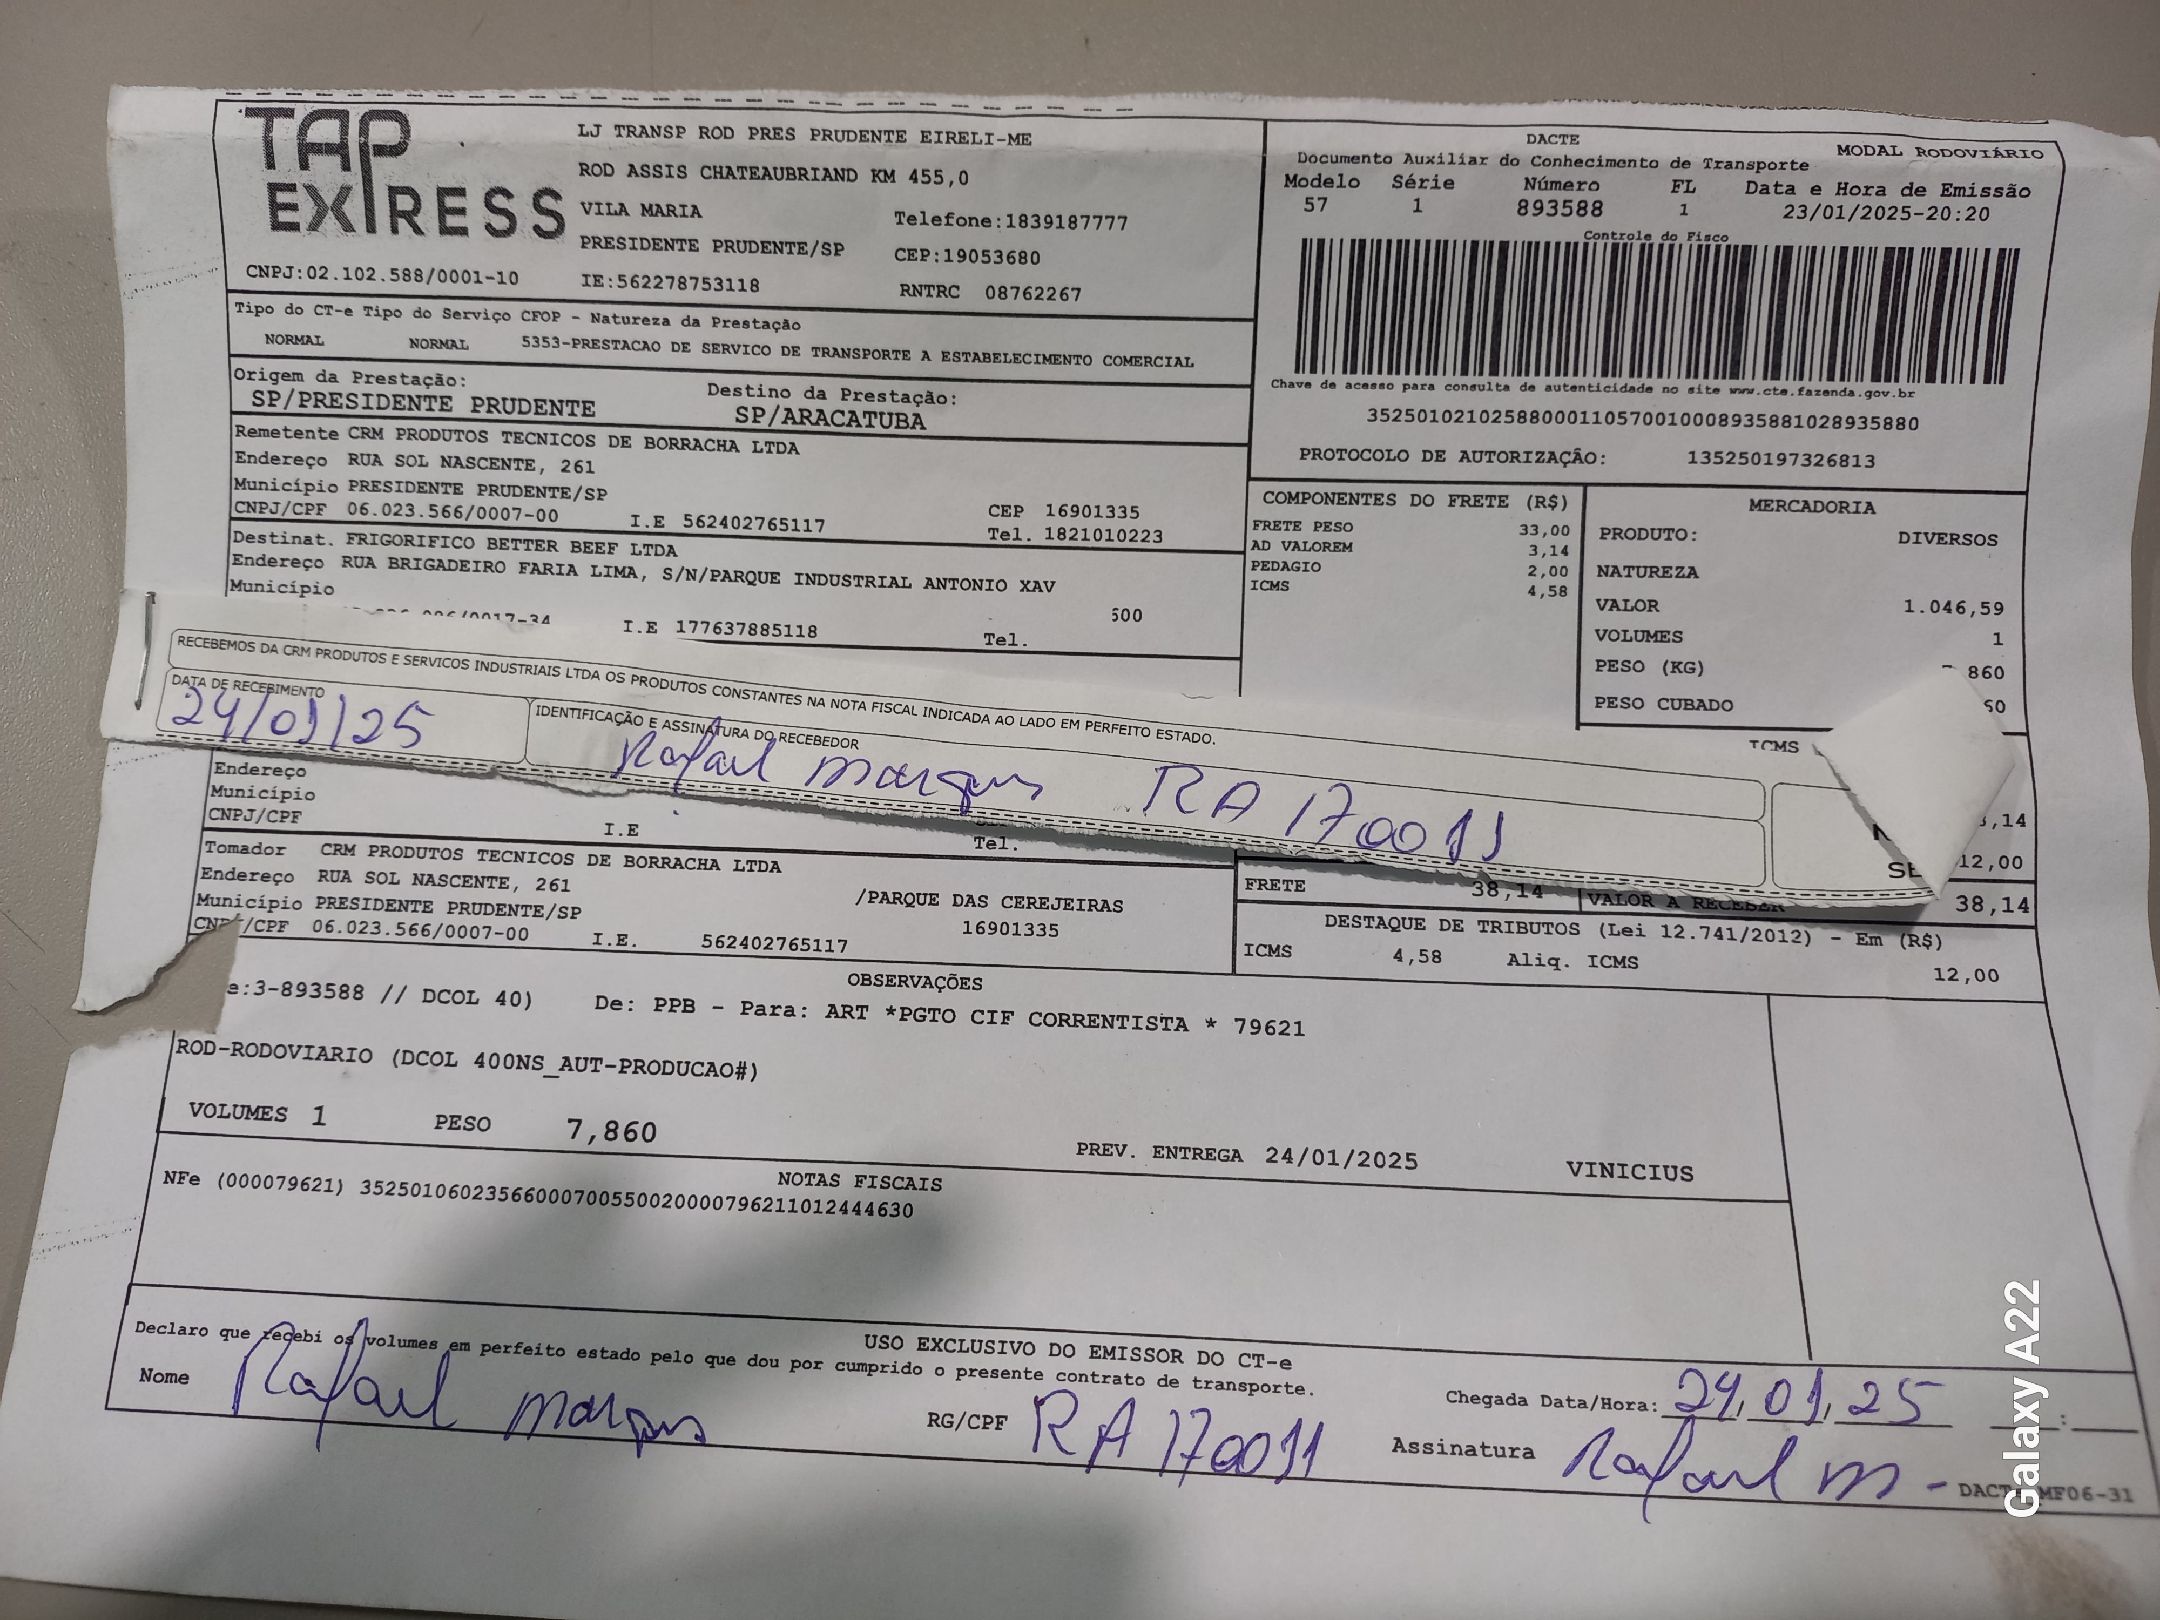 TAP EXPRESS
LJ TRANSP ROD PRES PRUDENTE EIRELI-ME
ROD ASSIS CHATEAUBRIAND KM 455,0
VILA MARIA Telefone:1839187777
PRESIDENTE PRUDENTE/SP CEP:19053680
CNPJ:02.102.588/0001-10 IE:562278753118 RNTRC 08762267
DACTE MODAL RODOVIÁRIO
Documento Auxiliar do Conhecimento de Transporte
Modelo Série Número FL Data e Hora de Emissão
57 1 893588 1 23/01/2025-20:20
Controle do Fisco
Chave de acesso para consulta de autenticidade no site www.cte.fazenda.gov.br
35250102102588000110570010008935881028935880
PROTOCOLO DE AUTORIZAÇÃO: 135250197326813
Tipo do CT-e Tipo do Serviço CFOP - Natureza da Prestação
NORMAL NORMAL 5353-PRESTACAO DE SERVICO DE TRANSPORTE A ESTABELECIMENTO COMERCIAL
Origem da Prestação: Destino da Prestação:
SP/PRESIDENTE PRUDENTE SP/ARACATUBA
Remetente CRM PRODUTOS TECNICOS DE BORRACHA LTDA
Endereço RUA SOL NASCENTE, 261
Município PRESIDENTE PRUDENTE/SP CEP 16901335
CNPJ/CPF 06.023.566/0007-00 I.E 562402765117 Tel. 1821010223
Destinat. FRIGORIFICO BETTER BEEF LTDA
Endereço RUA BRIGADEIRO FARIA LIMA, S/N/PARQUE INDUSTRIAL ANTONIO XAV
Município 600
/0017-34 I.E 177637885118 Tel.
COMPONENTES DO FRETE (R$)
FRETE PESO 33,00
AD VALOREM 3,14
PEDAGIO 2,00
ICMS 4,58
MERCADORIA
PRODUTO: DIVERSOS
NATUREZA
VALOR 1.046,59
VOLUMES 1
PESO (KG) 860
PESO CUBADO 60
ICMS
RECEBEMOS DA CRM PRODUTOS E SERVICOS INDUSTRIAIS LTDA OS PRODUTOS CONSTANTES NA NOTA FISCAL INDICADA AO LADO EM PERFEITO ESTADO.
DATA DE RECEBIMENTO IDENTIFICAÇÃO E ASSINATURA DO RECEBEDOR
24/01/25 Rafael Marques RA 170011
,14
SE 12,00
Endereço
Município
CNPJ/CPF I.E Tel.
FRETE 38,14 VALOR A RECEBER 38,14
Tomador CRM PRODUTOS TECNICOS DE BORRACHA LTDA
Endereço RUA SOL NASCENTE, 261 /PARQUE DAS CEREJEIRAS
Município PRESIDENTE PRUDENTE/SP 16901335
CNPJ/CPF 06.023.566/0007-00 I.E. 562402765117
DESTAQUE DE TRIBUTOS (Lei 12.741/2012) - Em (R$)
ICMS 4,58 Aliq. ICMS 12,00
OBSERVAÇÕES
e:3-893588 // DCOL 40) De: PPB - Para: ART *PGTO CIF CORRENTISTA * 79621
ROD-RODOVIARIO (DCOL 400NS_AUT-PRODUCAO#)
VOLUMES 1 PESO 7,860
PREV. ENTREGA 24/01/2025 VINICIUS
NOTAS FISCAIS
NFe (000079621) 35250106023566000700550020000796211012444630
USO EXCLUSIVO DO EMISSOR DO CT-e
Declaro que recebi os volumes em perfeito estado pelo que dou por cumprido o presente contrato de transporte.
Chegada Data/Hora: 24/01/25 :
Nome Rafael Marques RG/CPF RA 170011 Assinatura Rafael M -
DACTE MF06-31
Galaxy A22